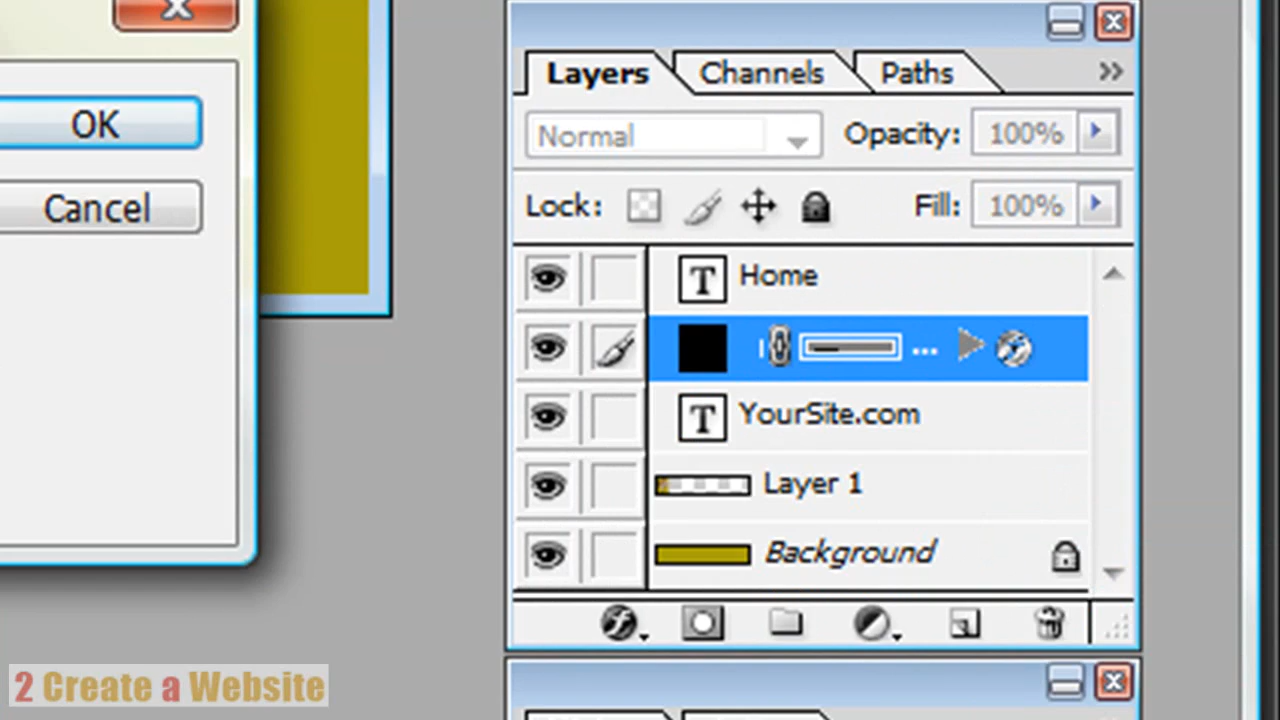 OK
Cancel
Layers
Channels
Paths
Normal
Opacity: 100%
Lock:
Fill: 100%
T Home
...
T YourSite.com
Layer 1
Background
2 Create a Website